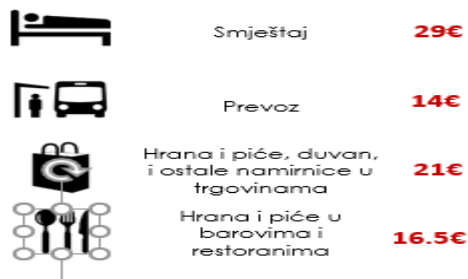 Smještaj 29€
Prevoz 14€
Hrana i piće, duvan,
i ostale namirnice u 21€
trgovinama
Hrana i piće u
barovima i 16.5€
restoranima